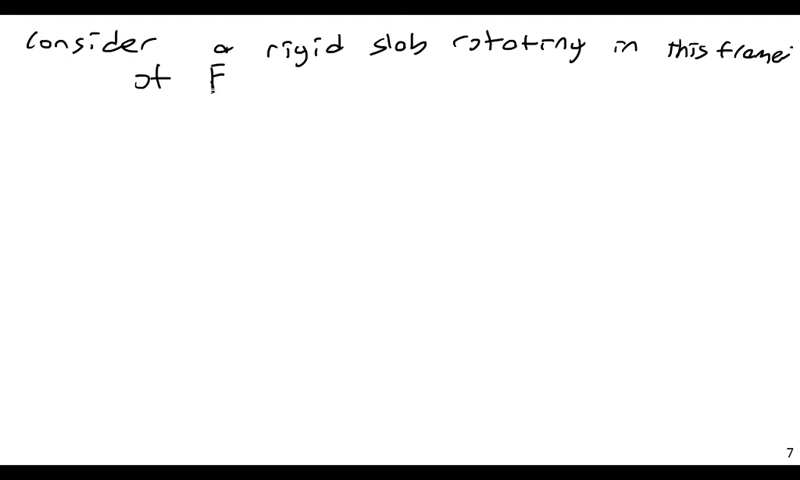 Consider a rigid slab rotating in this frame
of F
7